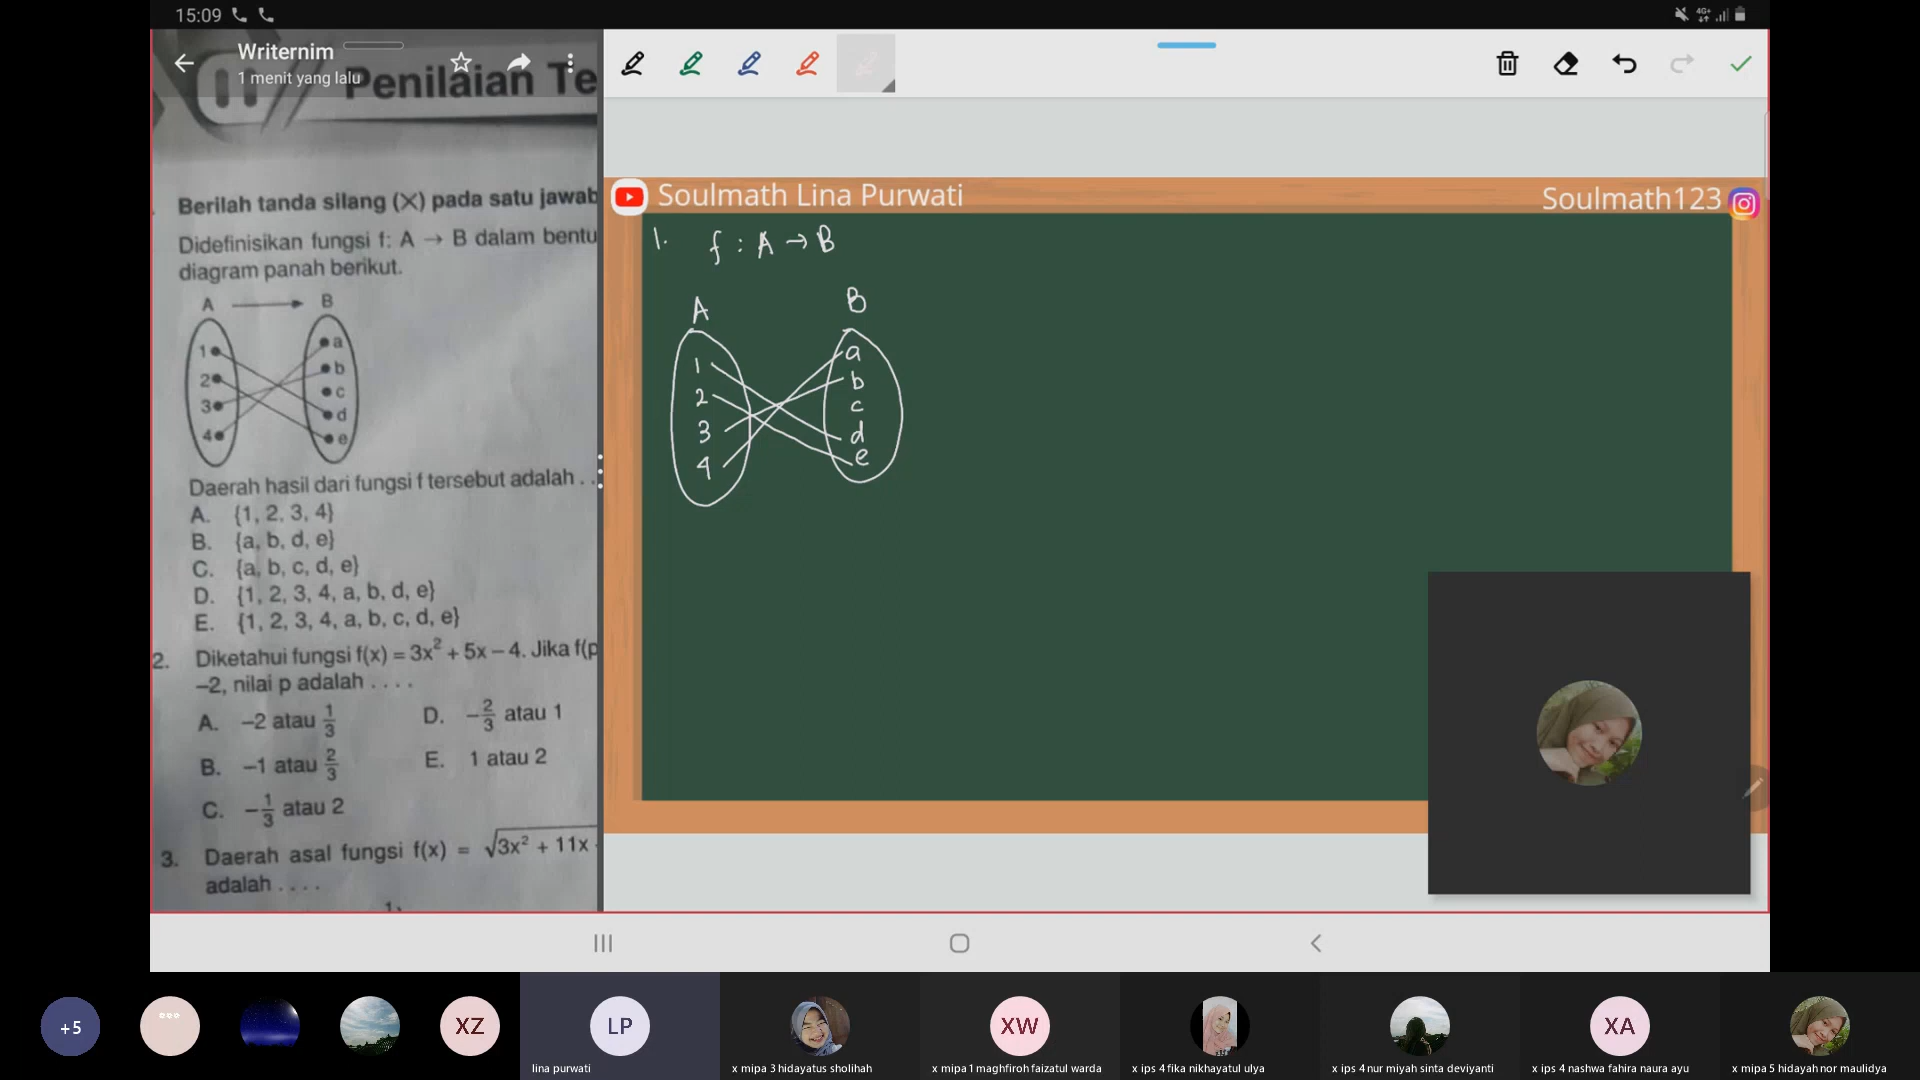 15:09
4G+
Writernim
1 menit yang lalu
Penilaian Te
Berilah tanda silang (X) pada satu jawab
Didefinisikan fungsi f: A → B dalam bentu
diagram panah berikut.
A B
1 a
2 b
3 c
4 d
e
Daerah hasil dari fungsi f tersebut adalah . .
A. {1, 2, 3, 4}
B. {a, b, d, e}
C. {a, b, c, d, e}
D. {1, 2, 3, 4, a, b, d, e}
E. {1, 2, 3, 4, a, b, c, d, e}
2. Diketahui fungsi f(x) = 3x² + 5x – 4. Jika f(p
–2, nilai p adalah . . . .
A. –2 atau 1/3 D. –2/3 atau 1
B. –1 atau 2/3 E. 1 atau 2
C. –1/3 atau 2
3. Daerah asal fungsi f(x) = √3x² + 11x
adalah . . . .
Soulmath Lina Purwati
Soulmath123
1. f : A → B
A B
1 a
2 b
3 c
4 d
e
+5
XZ
LP
XW
XA
lina purwati
x mipa 3 hidayatus sholihah
x mipa 1 maghfiroh faizatul warda
x ips 4 fika nikhayatul ulya
x ips 4 nur miyah sinta deviyanti
x ips 4 nashwa fahira naura ayu
x mipa 5 hidayah nor maulidya